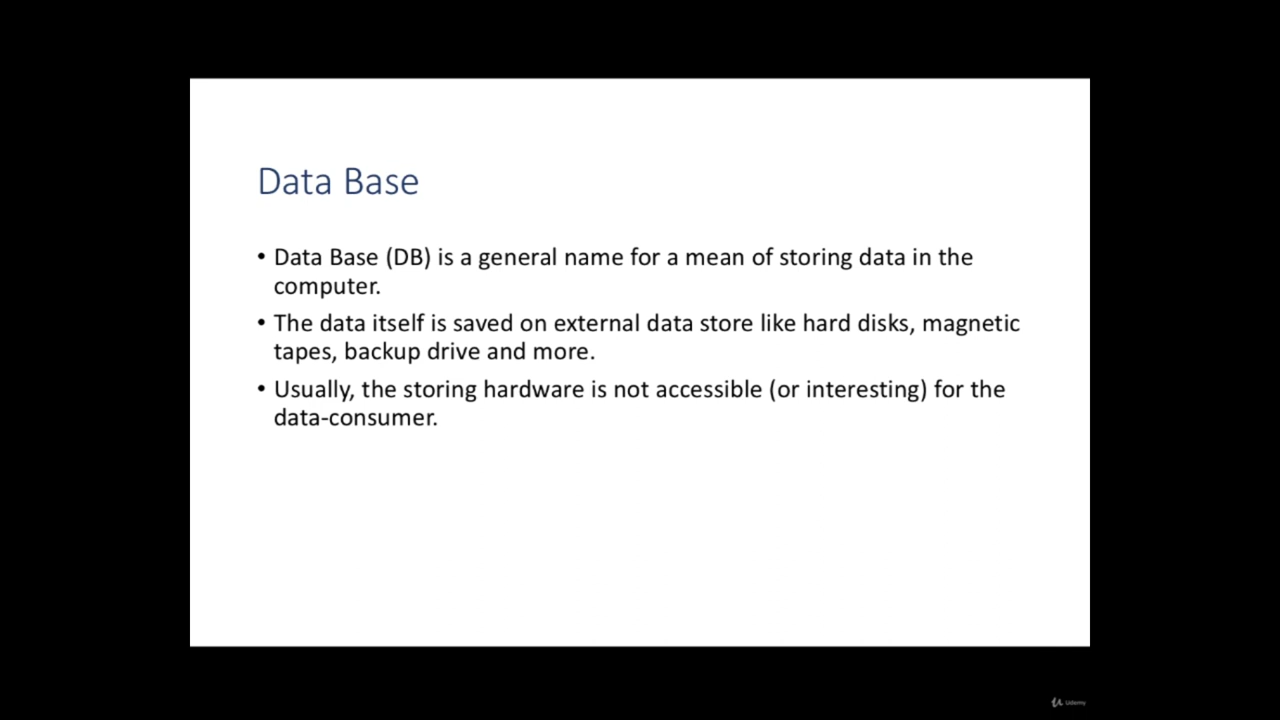 Data Base
• Data Base (DB) is a general name for a mean of storing data in the
computer.
• The data itself is saved on external data store like hard disks, magnetic
tapes, backup drive and more.
• Usually, the storing hardware is not accessible (or interesting) for the
data-consumer.
Udemy